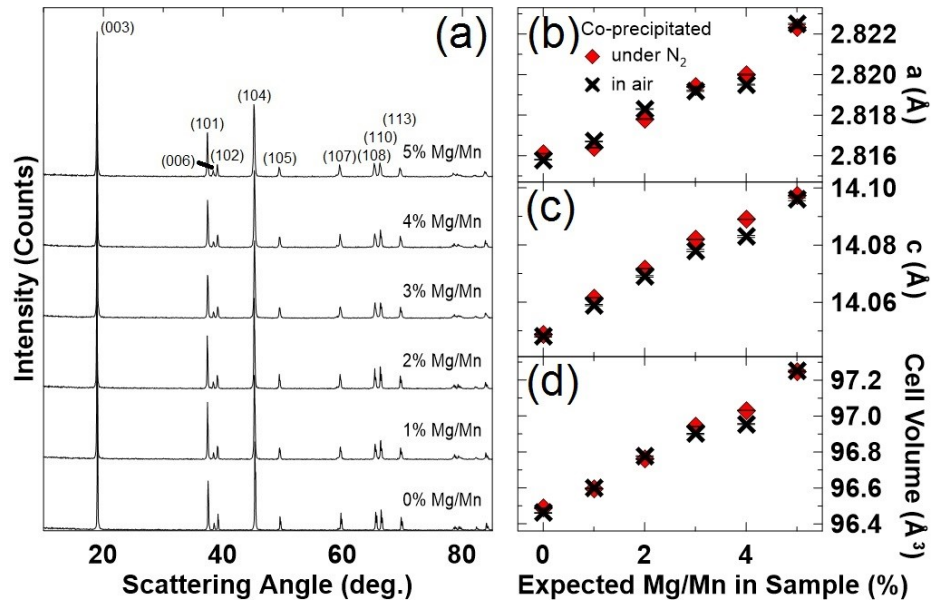 (a)
(003)
(104)
(101)
(113)
(110)
(006)
(102)
(105)
(107)
(108)
5% Mg/Mn
4% Mg/Mn
3% Mg/Mn
2% Mg/Mn
1% Mg/Mn
0% Mg/Mn
Intensity (Counts)
20 40 60 80
Scattering Angle (deg.)
(b)
Co-precipitated
under N₂
in air
2.822
2.820
2.818
2.816
a (Å)
(c)
14.10
14.08
14.06
c (Å)
(d)
97.2
97.0
96.8
96.6
96.4
Cell Volume (Å³)
0 2 4
Expected Mg/Mn in Sample (%)